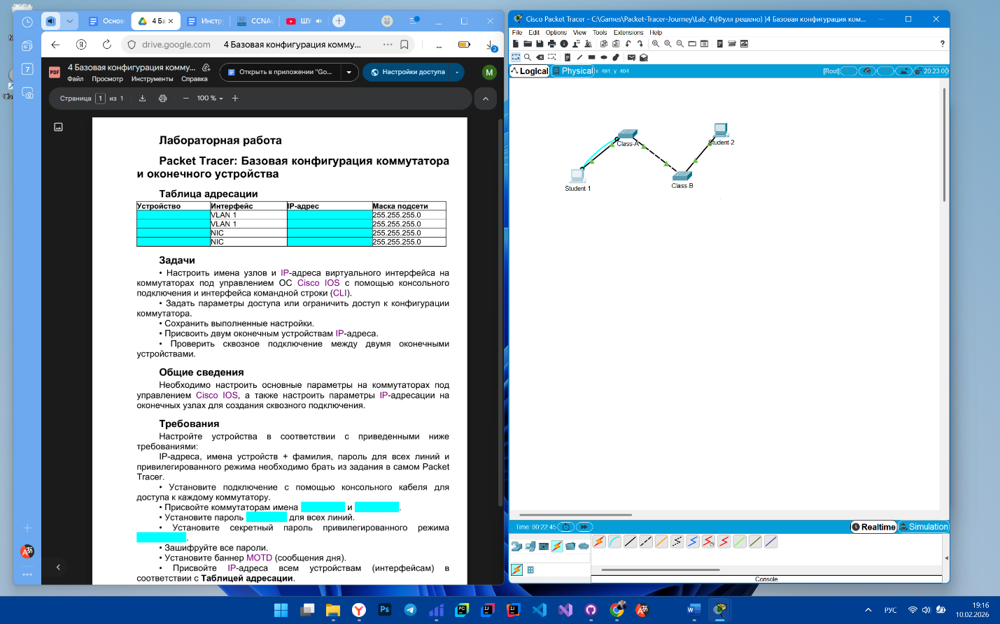 Основ
4 Ба
Инстр
CCNA
ШУ
drive.google.com
4 Базовая конфигурация комму...
2
7
PDF
4 Базовая конфигурация комму...
Файл Просмотр Инструменты Справка
Открыть в приложении "Go...
Настройки доступа
M
Страница 1 из 1
100 %
Лабораторная работа
Packet Tracer: Базовая конфигурация коммутатора
и оконечного устройства
Таблица адресации
Устройство Интерфейс IP-адрес Маска подсети
VLAN 1 255.255.255.0
VLAN 1 255.255.255.0
NIC 255.255.255.0
NIC 255.255.255.0
Задачи
• Настроить имена узлов и IP-адреса виртуального интерфейса на
коммутаторах под управлением ОС Cisco IOS с помощью консольного
подключения и интерфейса командной строки (CLI).
• Задать параметры доступа или ограничить доступ к конфигурации
коммутатора.
• Сохранить выполненные настройки.
• Присвоить двум оконечным устройствам IP-адреса.
• Проверить сквозное подключение между двумя оконечными
устройствами.
Общие сведения
Необходимо настроить основные параметры на коммутаторах под
управлением Cisco IOS, а также настроить параметры IP-адресации на
оконечных узлах для создания сквозного подключения.
Требования
Настройте устройства в соответствии с приведенными ниже
требованиями:
IP-адреса, имена устройств + фамилия, пароль для всех линий и
привилегированного режима необходимо брать из задания в самом Packet
Tracer.
• Установите подключение с помощью консольного кабеля для
доступа к каждому коммутатору.
• Присвойте коммутаторам имена и .
• Установите пароль для всех линий.
• Установите секретный пароль привилегированного режима
.
• Зашифруйте все пароли.
• Установите баннер MOTD (сообщения дня).
• Присвойте IP-адреса всем устройствам (интерфейсам) в
соответствии с Таблицей адресации.
Cisco Packet Tracer - C:\Games\Packet-Tracer-Journey\Lab_4\(Фулл решено) )4 Базовая конфигурация ком...
File Edit Options View Tools Extensions Help
Logical Physical x: 491, y: 404
[Root] 20:23:00
Class-A
Student-2
Student-1
Class-B
Time: 00:22:45
Realtime Simulation
Console
РУС
19:16
10.02.2026